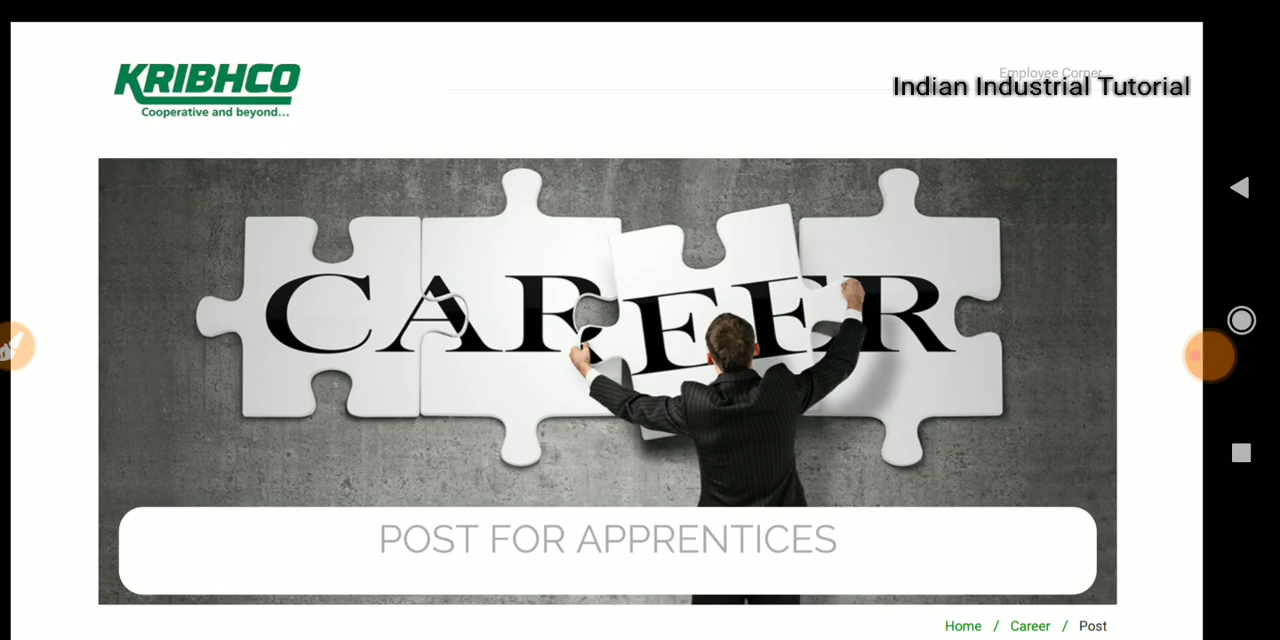 KRIBHCO
Cooperative and beyond...
Employee Corner
Indian Industrial Tutorial
CAREER
POST FOR APPRENTICES
Home / Career / Post